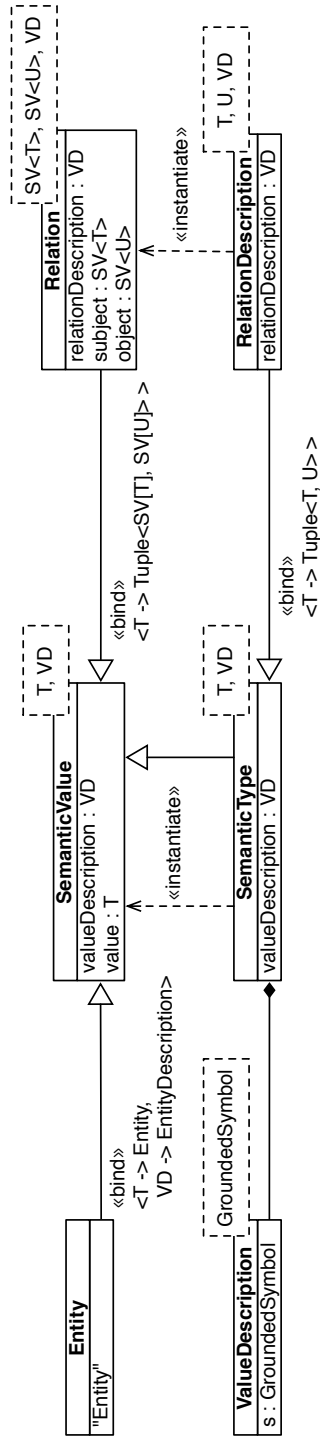 Entity
"Entity"
«bind»
<T -> Entity,
VD -> EntityDescription>
T, VD
SemanticValue
valueDescription : VD
value : T
«bind»
<T -> Tuple<SV[T], SV[U]> >
SV<T>, SV<U>, VD
Relation
relationDescription : VD
subject : SV<T>
object : SV<U>
«instantiate»
«instantiate»
GroundedSymbol
ValueDescription
s : GroundedSymbol
T, VD
SemanticType
valueDescription : VD
«bind»
<T -> Tuple<T, U> >
T, U, VD
RelationDescription
relationDescription : VD